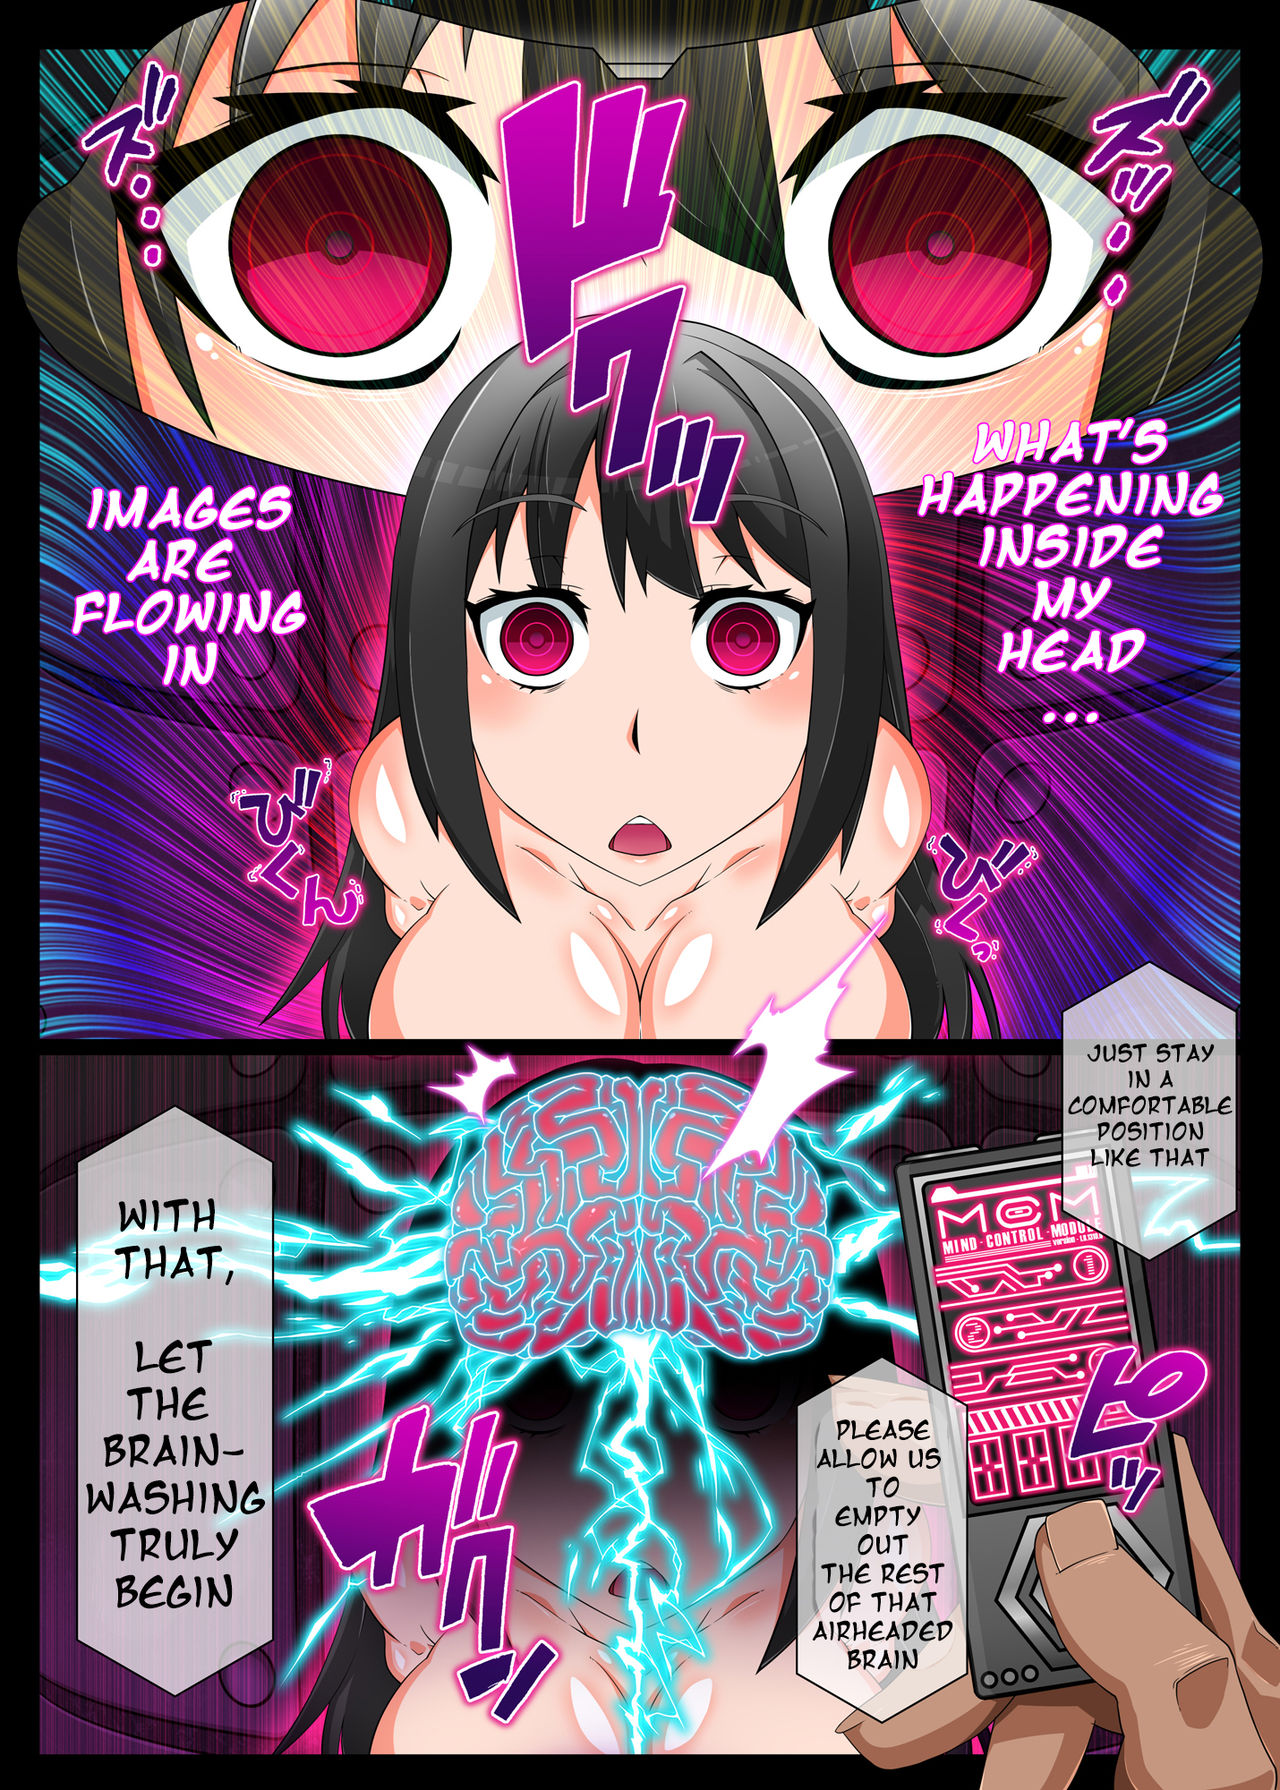 ズッ・・・
ドクッ
ズッ・・・
WHAT'S
HAPPENING
INSIDE
MY
HEAD
...
IMAGES
ARE
FLOWING
IN
びくん
びくっ
JUST STAY
IN A
COMFORTABLE
POSITION
LIKE THAT
MCM
MIND-CONTROL-MODULE
1
2
ピッ
WITH
THAT,
LET
THE
BRAIN-
WASHING
TRULY
BEGIN
ガクン
PLEASE
ALLOW US
TO
EMPTY
OUT
THE REST
OF THAT
AIRHEADED
BRAIN